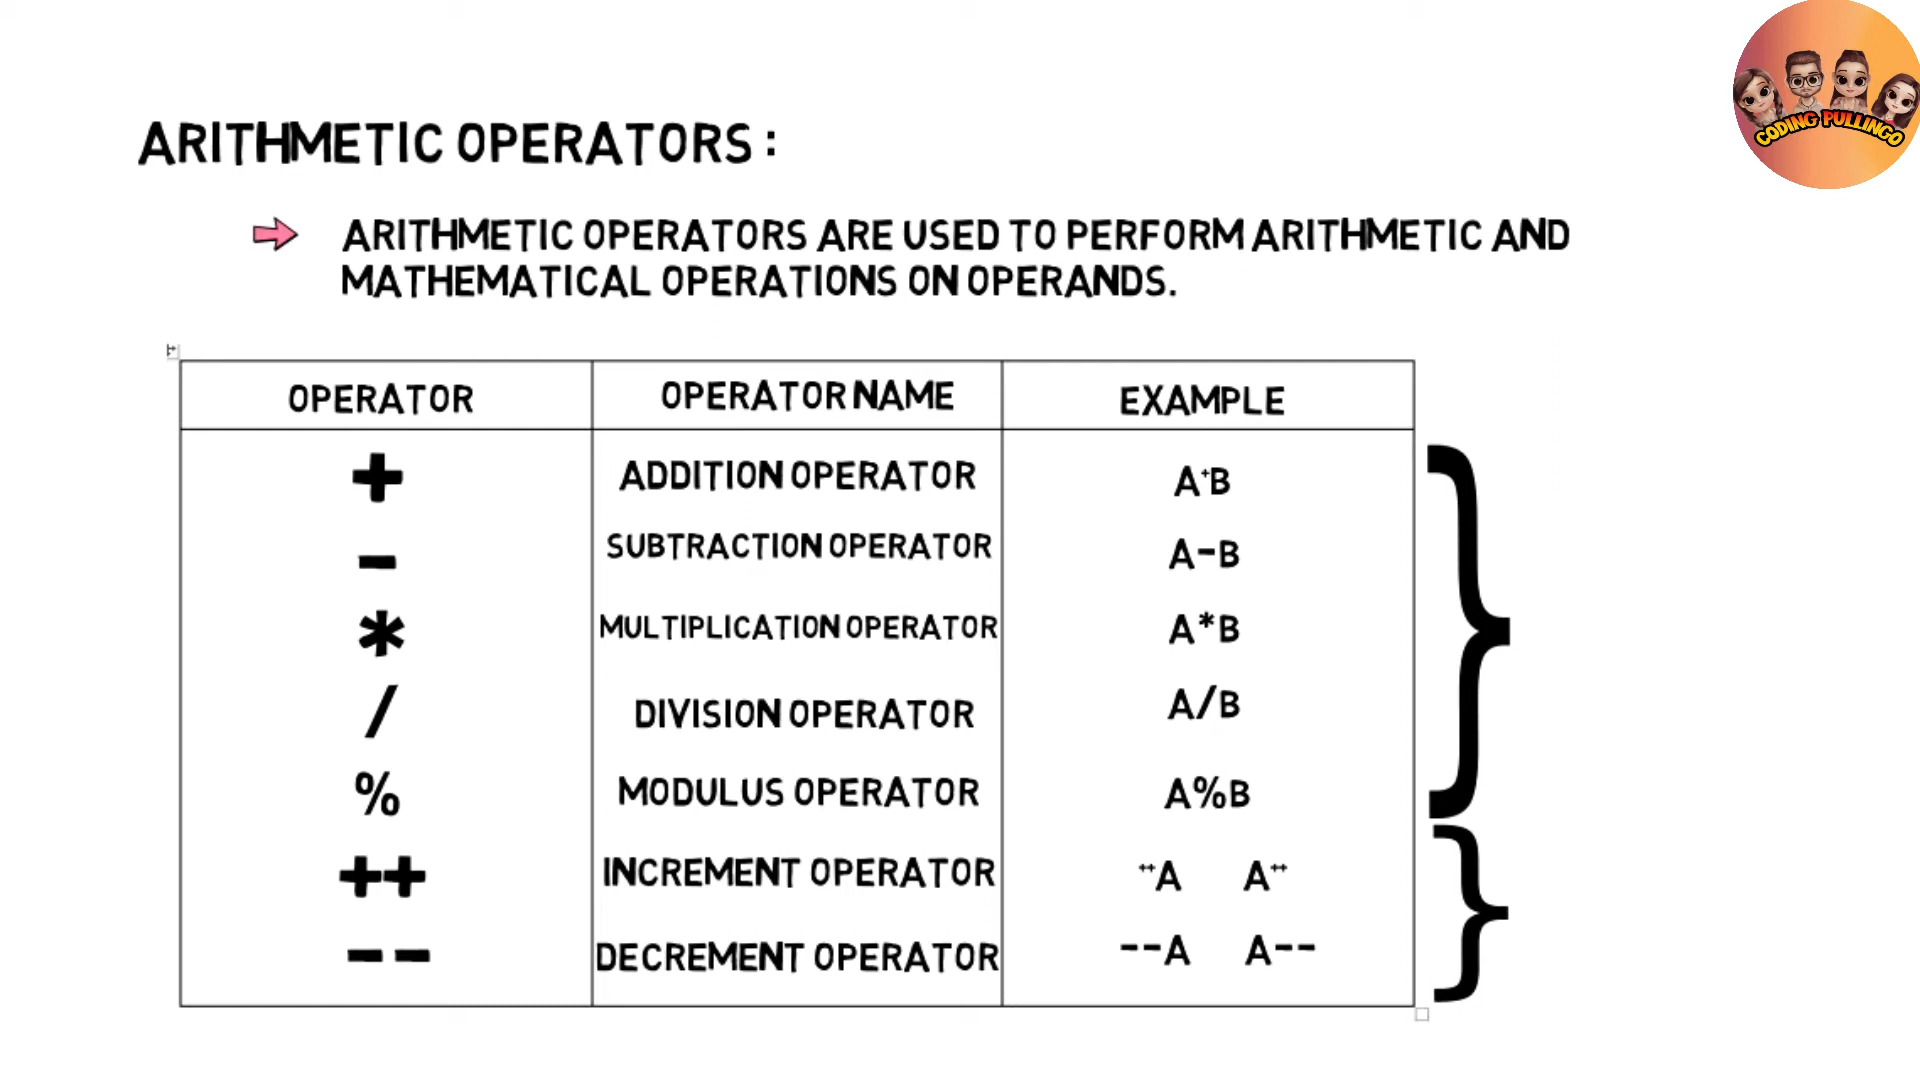 CODING PULLINGO
ARITHMETIC OPERATORS :
ARITHMETIC OPERATORS ARE USED TO PERFORM ARITHMETIC AND
MATHEMATICAL OPERATIONS ON OPERANDS.
OPERATOR OPERATOR NAME EXAMPLE
+ ADDITION OPERATOR A+B
- SUBTRACTION OPERATOR A-B
* MULTIPLICATION OPERATOR A*B
/ DIVISION OPERATOR A/B
% MODULUS OPERATOR A%B
++ INCREMENT OPERATOR ++A A++
-- DECREMENT OPERATOR --A A--